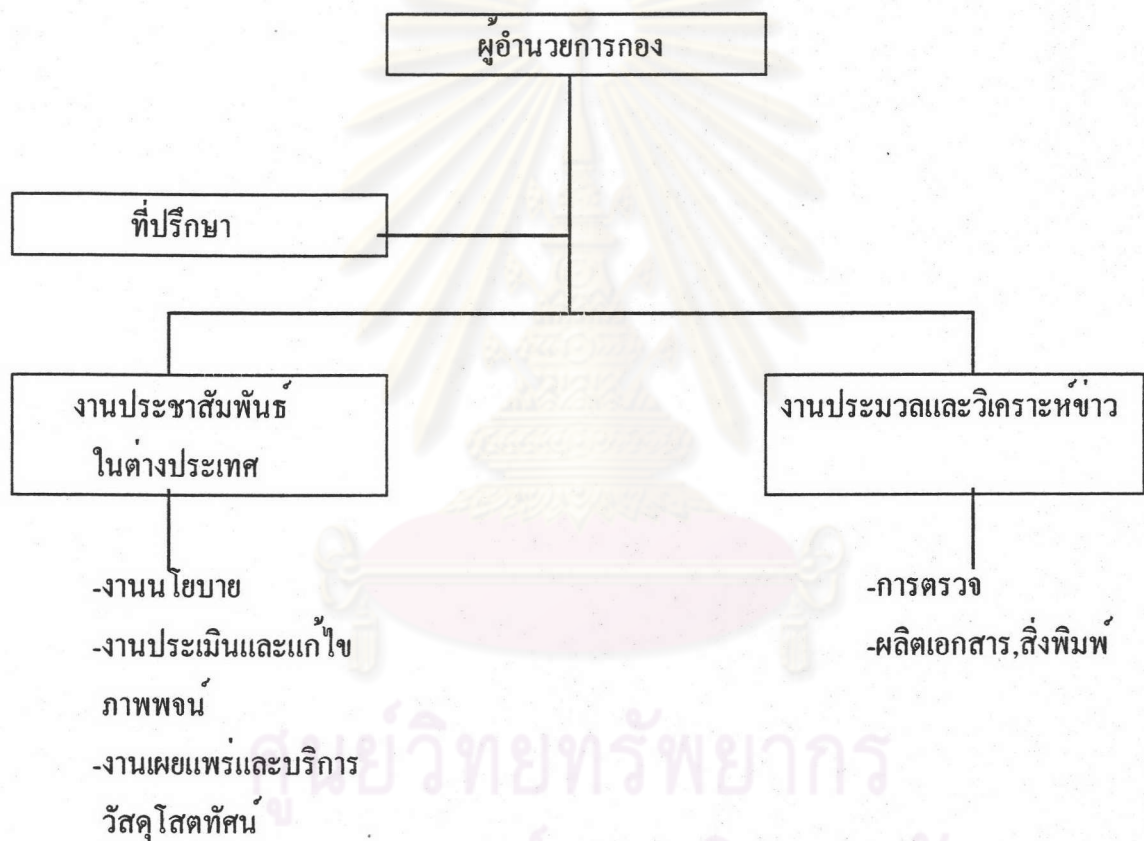 ผู้อำนวยการกอง
ที่ปรึกษา
งานประชาสัมพันธ์
ในต่างประเทศ
งานประมวลและวิเคราะห์ข่าว
-งานนโยบาย
-งานประเมินและแก้ไข
ภาพพจน์
-งานเผยแพร่และบริการ
วัสดุโสตทัศน์
-การตรวจ
-ผลิตเอกสาร,สิ่งพิมพ์
ศูนย์วิทยทรัพยากร